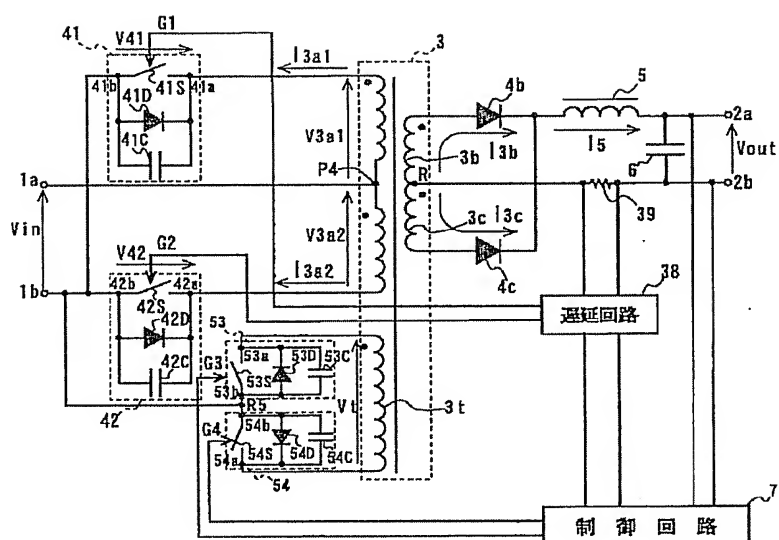 41
G1
V41
41b
41S
41a
41D
41C
I3a1
3
V3a1
P4
4b
5
2a
I5
3b
I3b
6
Vout
R
2b
39
1a
Vin
V3a2
3c
I3c
4c
V42
G2
I3a2
1b
42b
42S
42a
42D
42C
42
38
遅延回路
53
G3
53a
53S
53D
53C
53b
R5
Vt
3t
G4
54b
54S
54D
54C
54a
54
7
制御回路